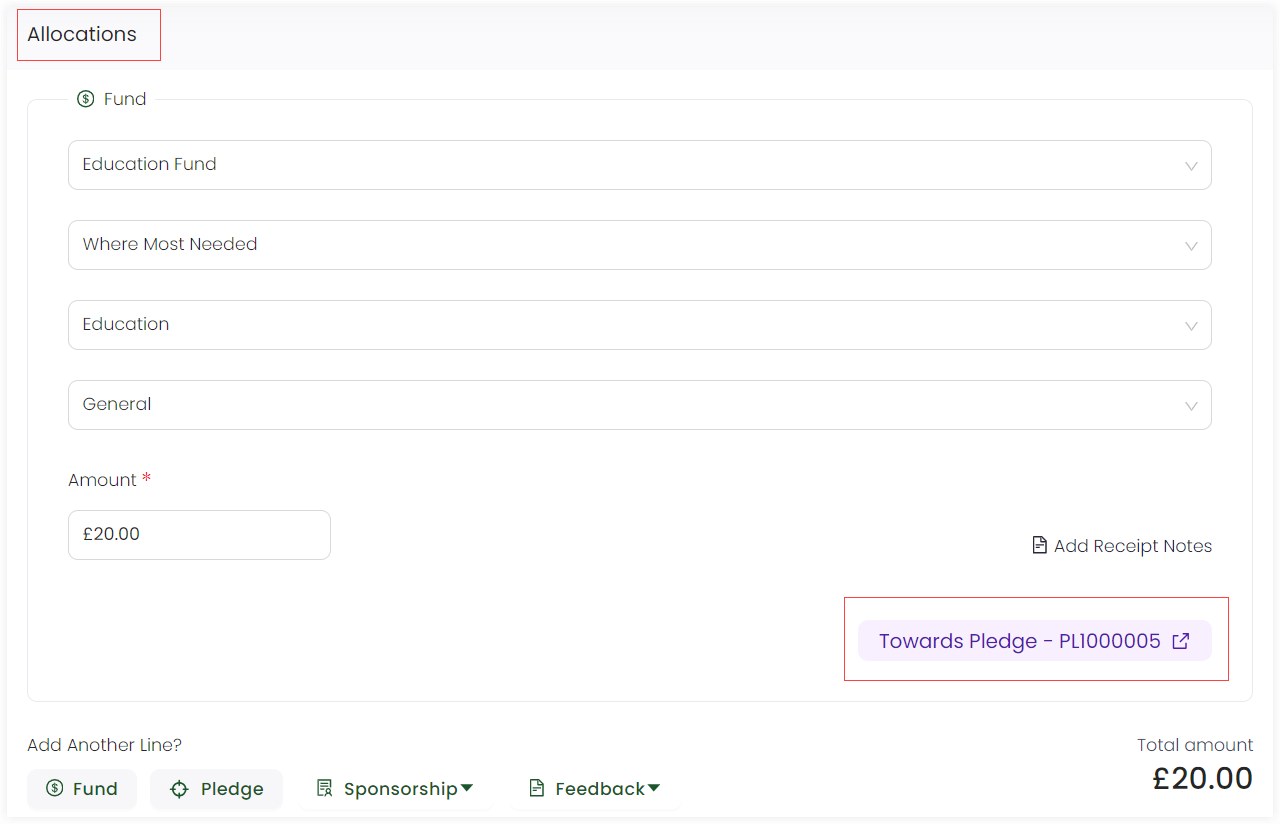 Allocations
Fund
Education Fund
Where Most Needed
Education
General
Amount *
£20.00
Add Receipt Notes
Towards Pledge - PL1000005
Add Another Line?
Total amount
Fund Pledge Sponsorship Feedback
£20.00